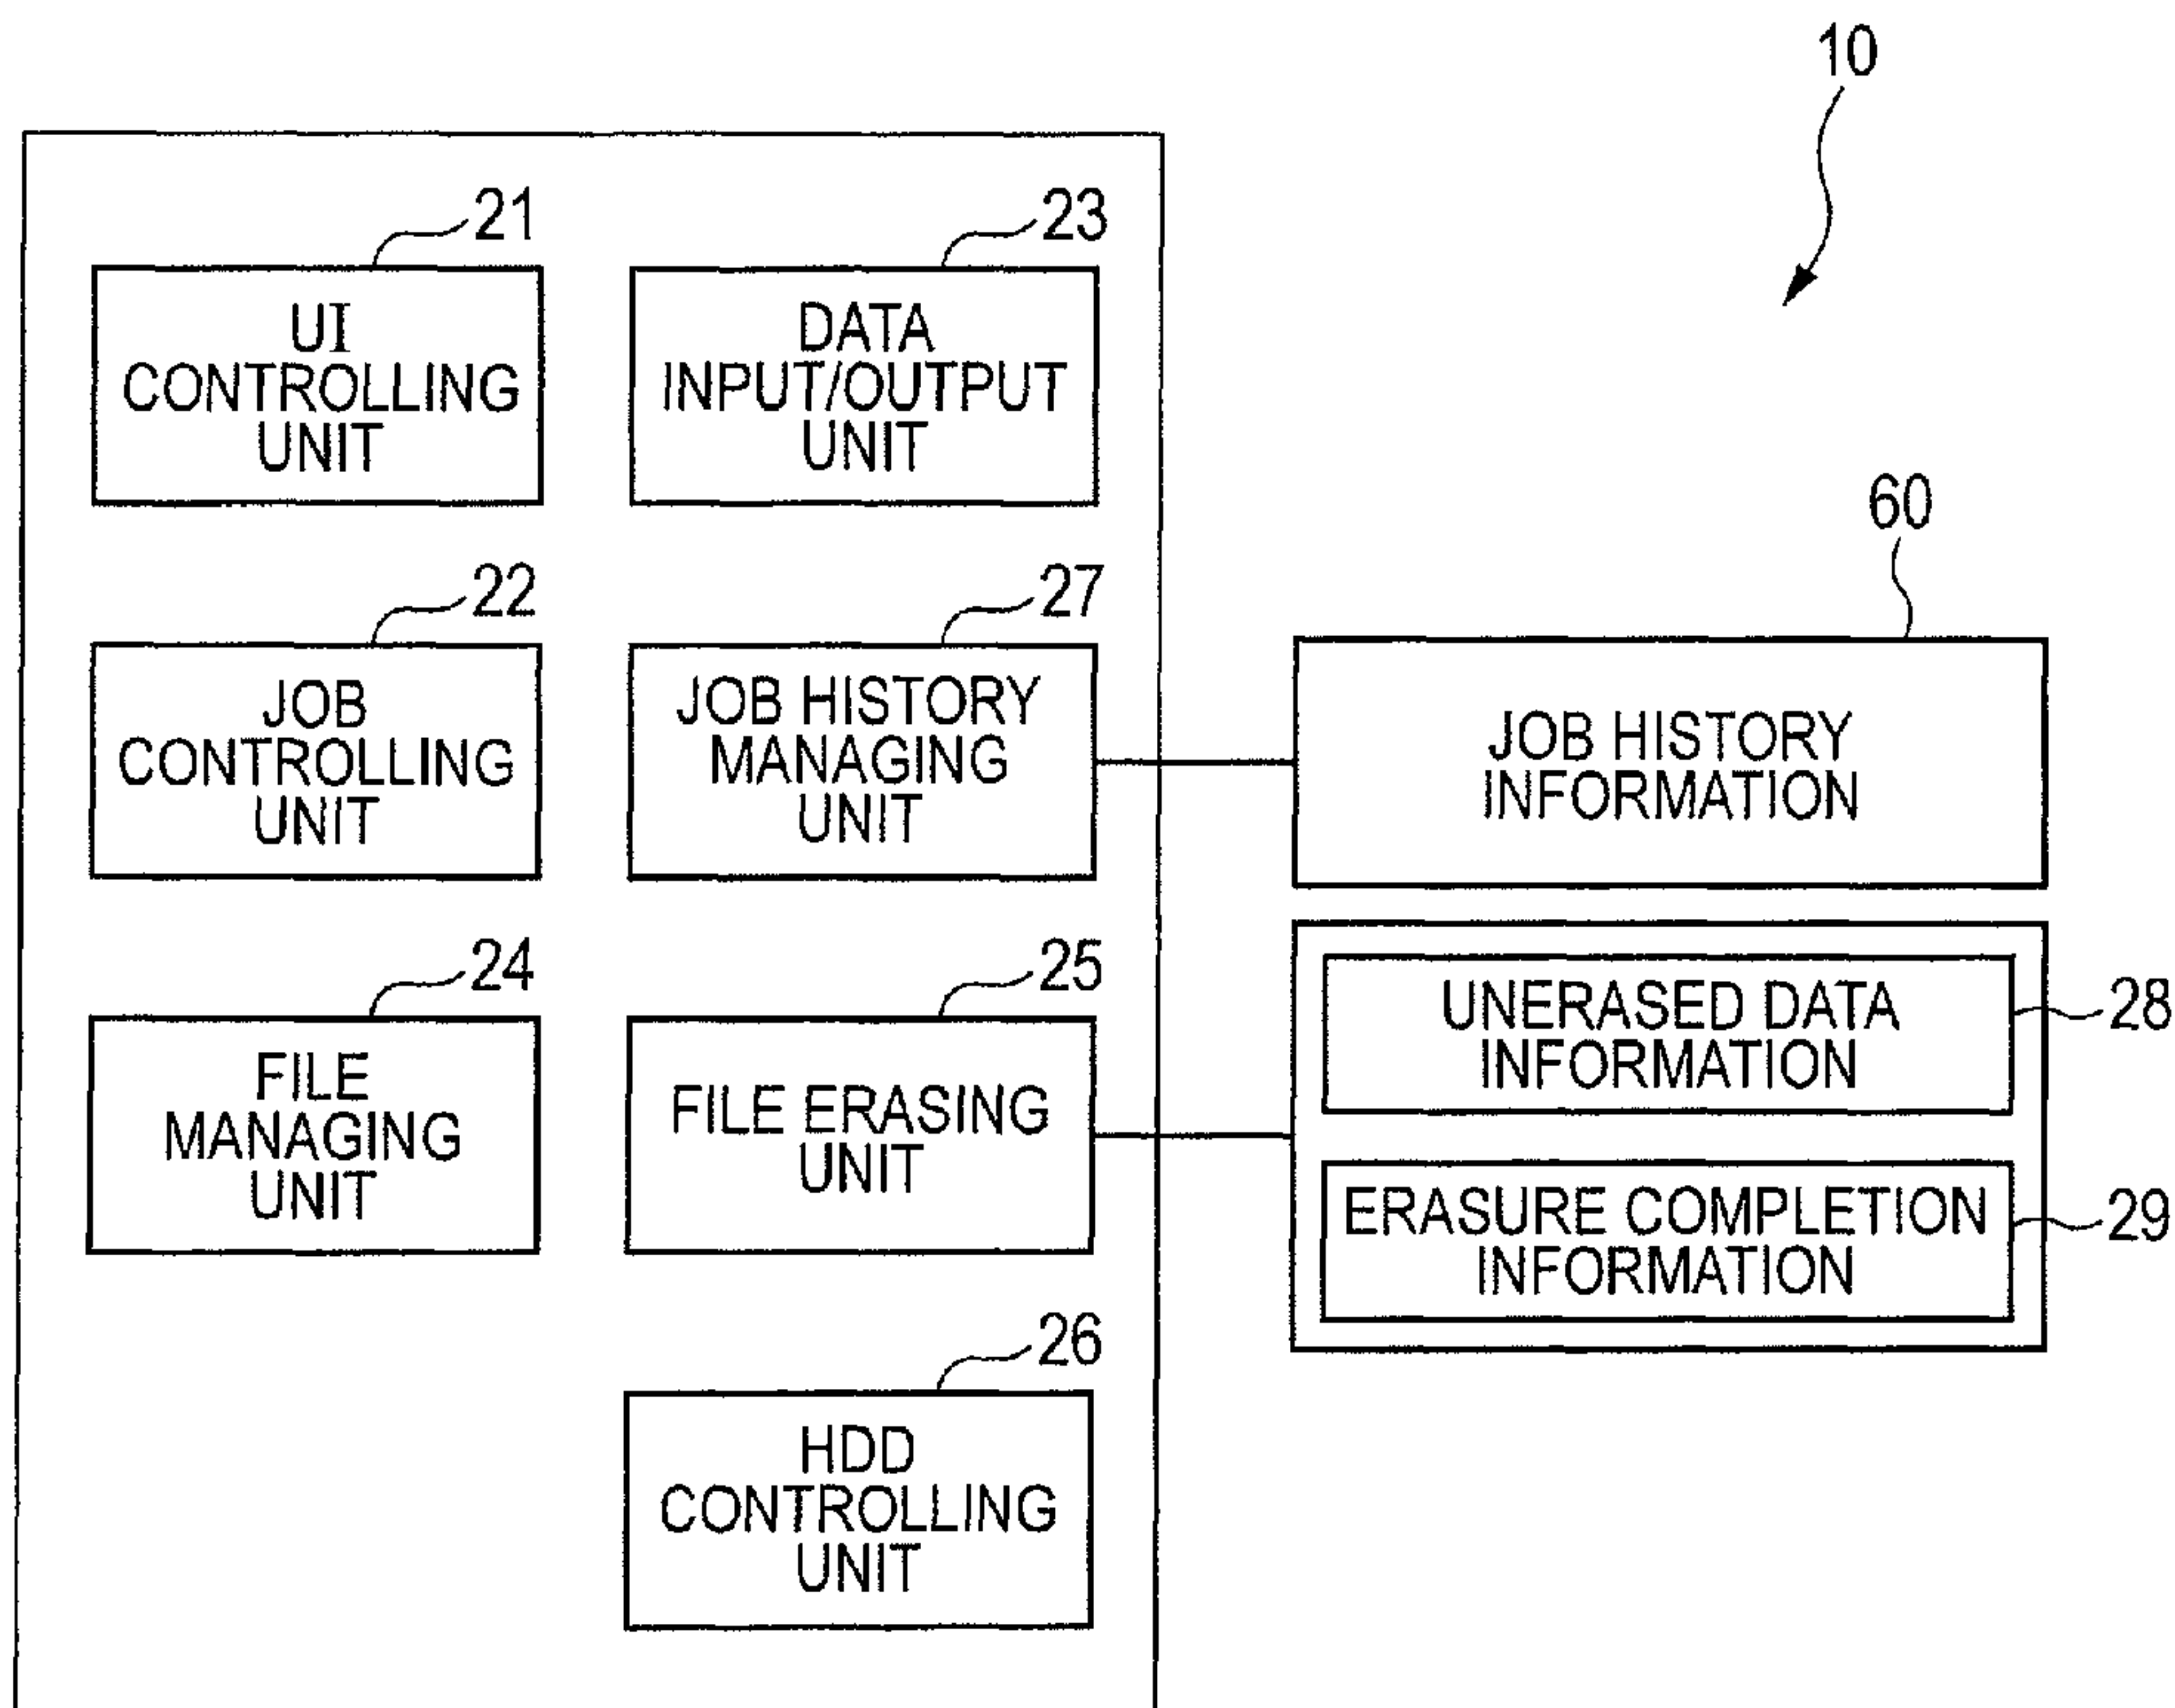 10
21
UI
CONTROLLING
UNIT
23
DATA
INPUT/OUTPUT
UNIT
22
JOB
CONTROLLING
UNIT
27
JOB HISTORY
MANAGING
UNIT
60
JOB HISTORY
INFORMATION
24
FILE
MANAGING
UNIT
25
FILE ERASING
UNIT
UNERASED DATA
INFORMATION
28
ERASURE COMPLETION
INFORMATION
29
26
HDD
CONTROLLING
UNIT